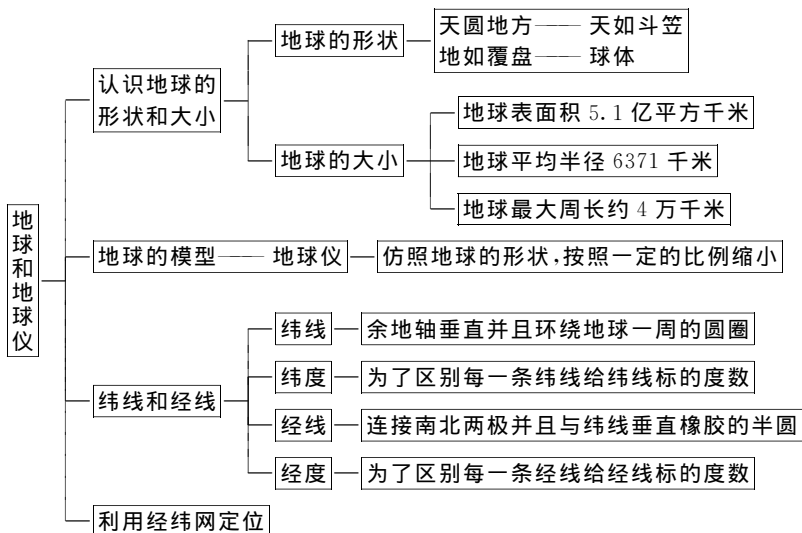 地球和地球仪
认识地球的
形状和大小
地球的形状
天圆地方——天如斗笠
地如覆盘——球体
地球的大小
地球表面积 5.1 亿平方千米
地球平均半径 6371 千米
地球最大周长约 4 万千米
地球的模型——地球仪
仿照地球的形状,按照一定的比例缩小
纬线和经线
纬线
余地轴垂直并且环绕地球一周的圆圈
纬度
为了区别每一条纬线给纬线标的度数
经线
连接南北两极并且与纬线垂直橡胶的半圆
经度
为了区别每一条经线给经线标的度数
利用经纬网定位